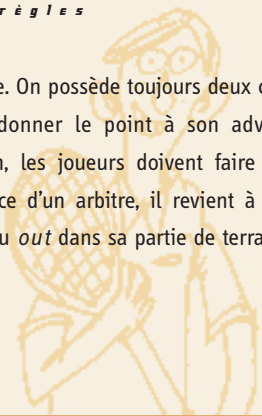 règles
e. On possède toujours deux
donner le point à son adv
n, les joueurs doivent faire
ce d'un arbitre, il revient à
u out dans sa partie de terra